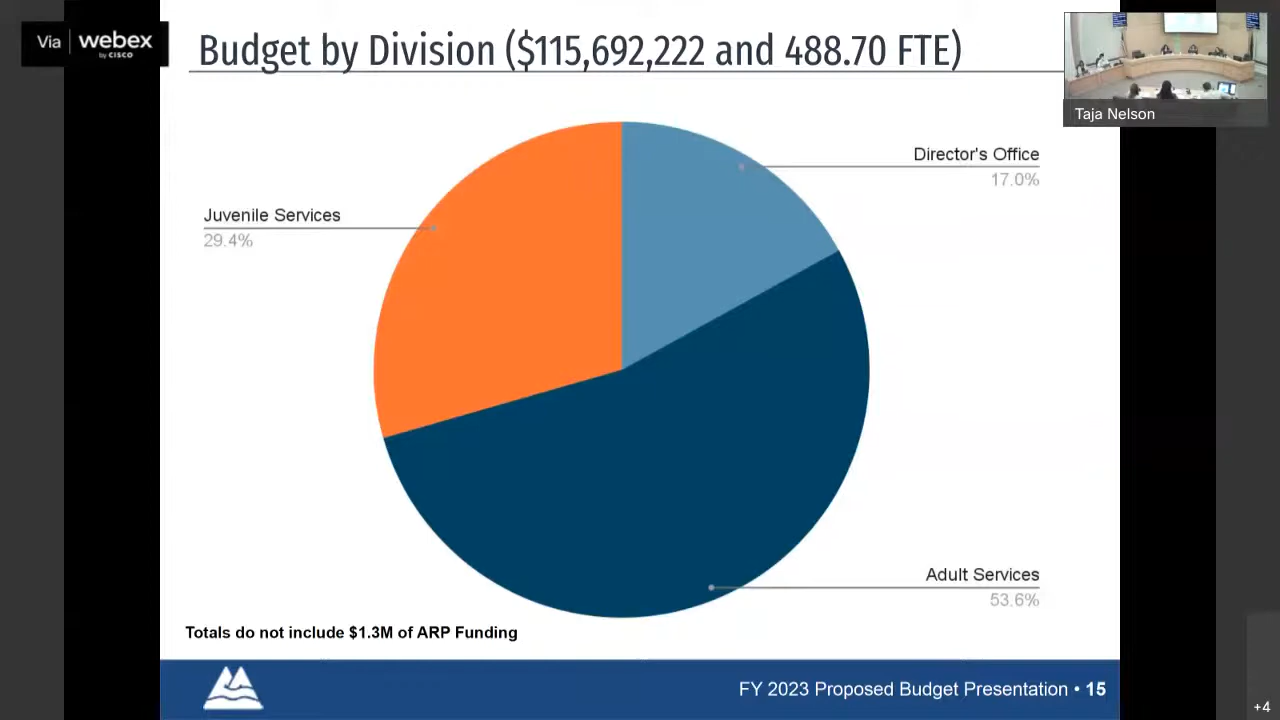 Via webex
by CISCO
Budget by Division ($115,692,222 and 488.70 FTE)
Taja Nelson
Director's Office
17.0%
Juvenile Services
29.4%
Adult Services
53.6%
Totals do not include $1.3M of ARP Funding
FY 2023 Proposed Budget Presentation • 15
+4